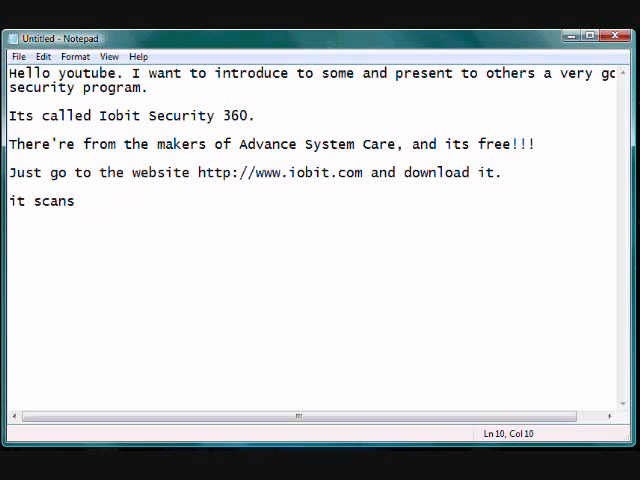 Untitled - Notepad
File Edit Format View Help
Hello youtube. I want to introduce to some and present to others a very
security program.
Its called Iobit Security 360.
There're from the makers of Advance System Care, and its free!!!
Just go to the website http://www.iobit.com and download it.
it scans
Ln 10, Col 10